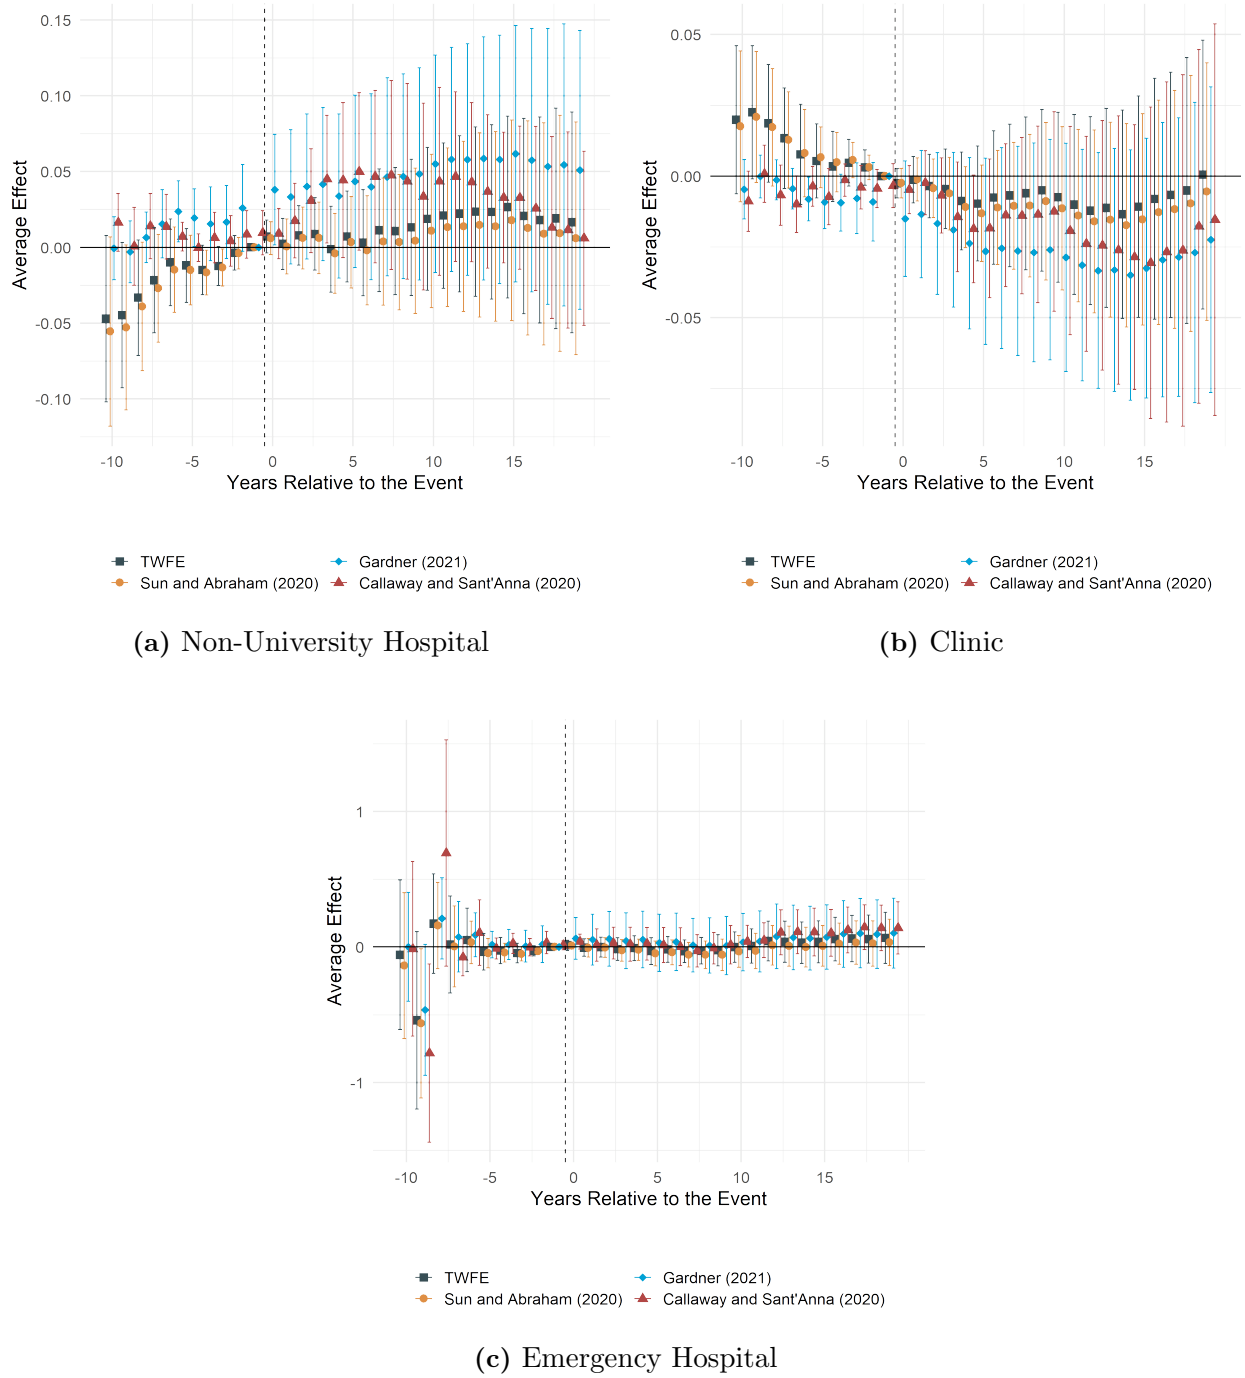 0.15
0.10
0.05
0.00
-0.05
-0.10
Average Effect
-10 -5 0 5 10 15
Years Relative to the Event
TWFE Gardner (2021)
Sun and Abraham (2020) Callaway and Sant'Anna (2020)
(a) Non-University Hospital
0.05
0.00
-0.05
Average Effect
-10 -5 0 5 10 15
Years Relative to the Event
TWFE Gardner (2021)
Sun and Abraham (2020) Callaway and Sant'Anna (2020)
(b) Clinic
1
0
-1
Average Effect
-10 -5 0 5 10 15
Years Relative to the Event
TWFE Gardner (2021)
Sun and Abraham (2020) Callaway and Sant'Anna (2020)
(c) Emergency Hospital